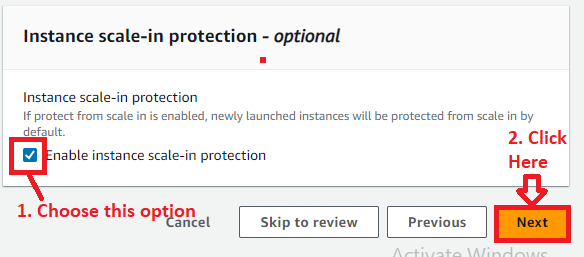 Instance scale-in protection - optional
Instance scale-in protection
If protect from scale in is enabled, newly launched instances will be protected from scale in by
default.
Enable instance scale-in protection
2. Click
Here
1. Choose this option
Cancel
Skip to review
Previous
Next
Activate Windows